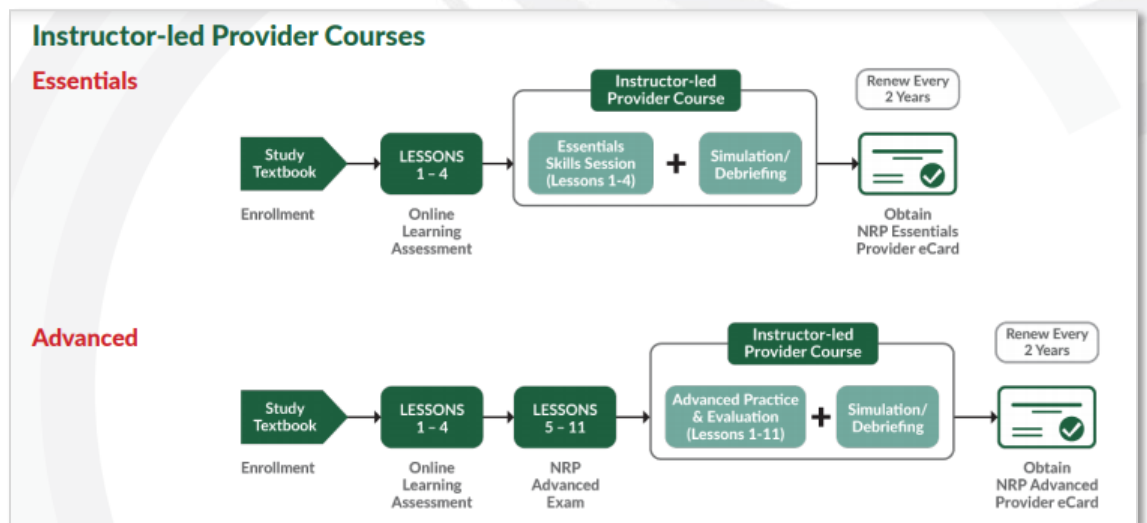 Instructor-led Provider Courses
Essentials
Instructor-led
Provider Course
Renew Every
2 Years
Study
Textbook
LESSONS
1 – 4
Essentials
Skills Session
(Lessons 1-4)
+
Simulation/
Debriefing
Enrollment
Online
Learning
Assessment
Obtain
NRP Essentials
Provider eCard
Advanced
Instructor-led
Provider Course
Renew Every
2 Years
Study
Textbook
LESSONS
1 – 4
LESSONS
5 – 11
Advanced Practice
& Evaluation
(Lessons 1-11)
+
Simulation/
Debriefing
Enrollment
Online
Learning
Assessment
NRP
Advanced
Exam
Obtain
NRP Advanced
Provider eCard